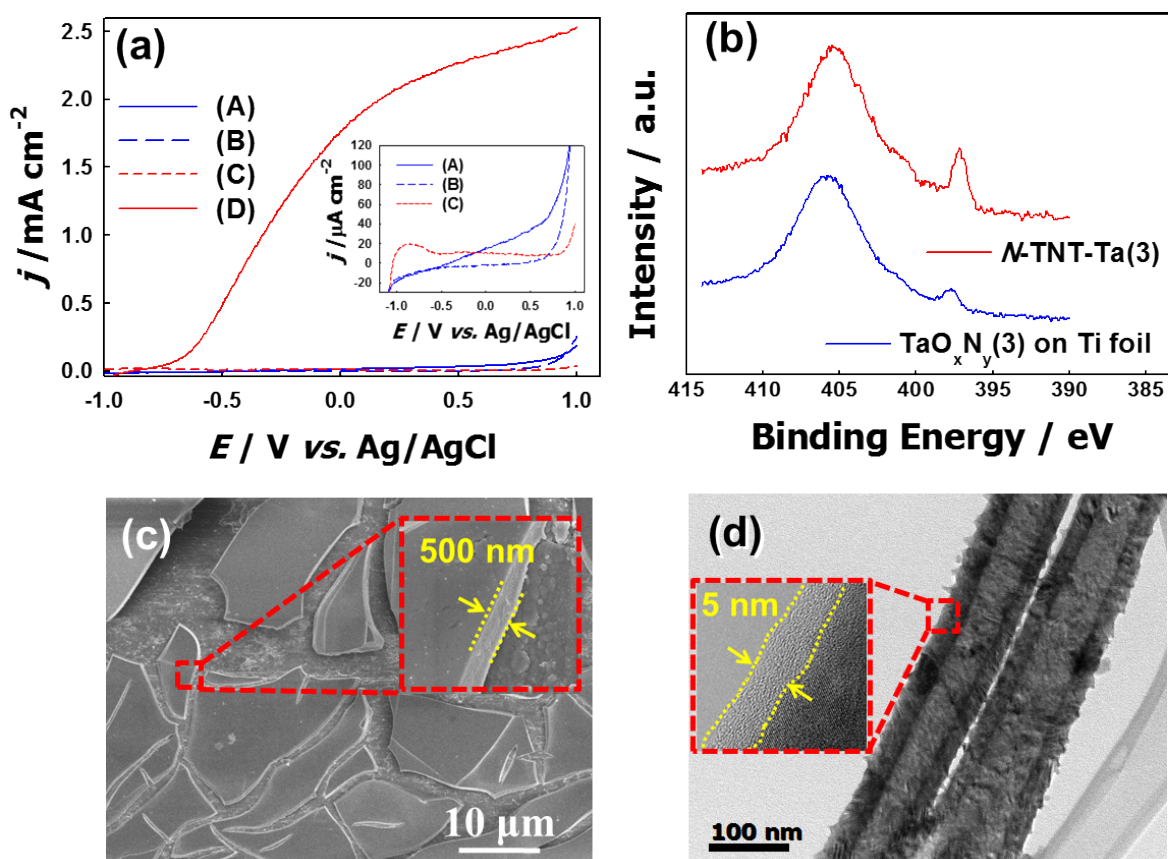 (a)
2.5
2.0
1.5
1.0
0.5
0.0
j /mA cm⁻²
(A)
(B)
(C)
(D)
120
100
80
60
40
20
0
-20
j /µA cm⁻²
(A)
(B)
(C)
-1.0 -0.5 0.0 0.5 1.0
E / V vs. Ag/AgCl
-1.0 -0.5 0.0 0.5 1.0
E / V vs. Ag/AgCl
(b)
Intensity / a.u.
N-TNT-Ta(3)
TaOₓNᵧ(3) on Ti foil
415 410 405 400 395 390 385
Binding Energy / eV
(c)
500 nm
10 µm
(d)
5 nm
100 nm